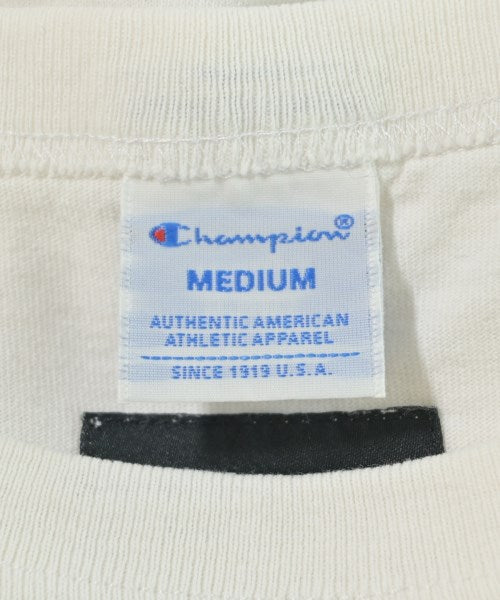 Champion®
MEDIUM
AUTHENTIC AMERICAN
ATHLETIC APPAREL
SINCE 1919 U.S.A.